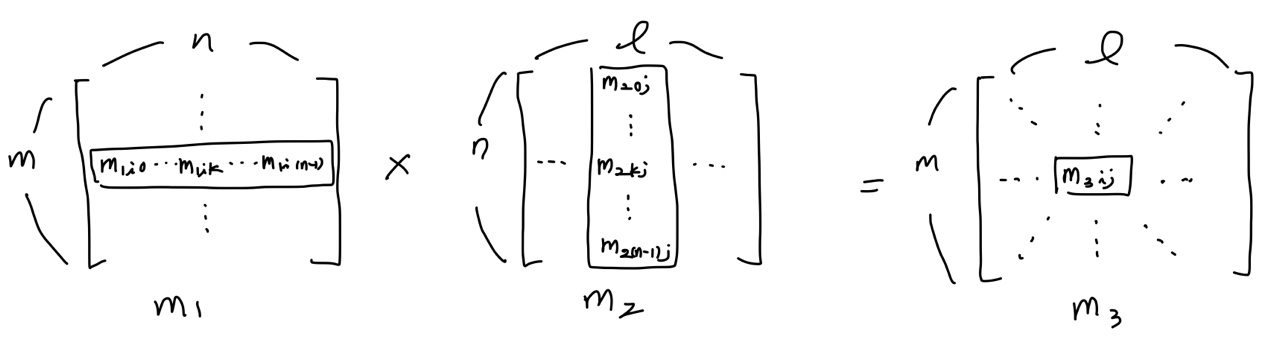 n
m
⋮
m₁ᵢ₀ ⋯ m₁ᵢₖ ⋯ m₁ᵢ₍ₙ₋₁₎
⋮
m₁
×
l
n
m₂₀ⱼ
⋮
⋯ m₂ₖⱼ ⋯
⋮
m₂₍ₙ₋₁₎ⱼ
m₂
=
l
m
⋯ m₃ᵢⱼ ⋯
m₃